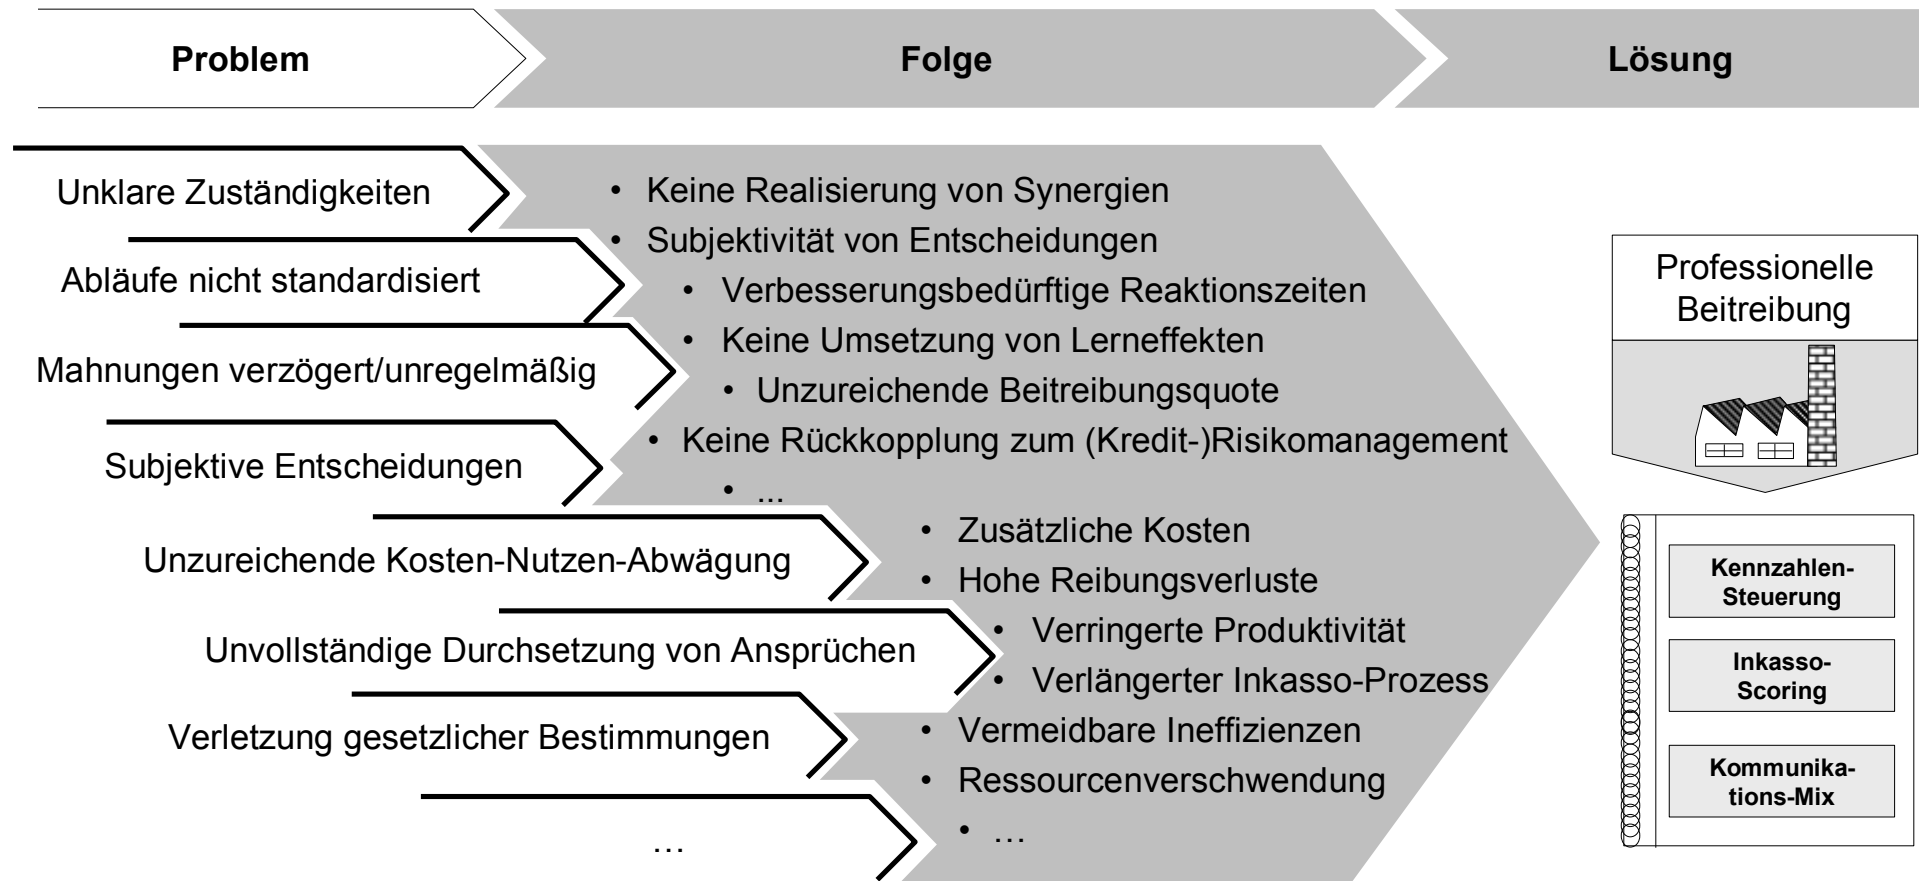 Problem
Folge
Lösung
Unklare Zuständigkeiten
Abläufe nicht standardisiert
Mahnungen verzögert/unregelmäßig
Subjektive Entscheidungen
Unzureichende Kosten-Nutzen-Abwägung
Unvollständige Durchsetzung von Ansprüchen
Verletzung gesetzlicher Bestimmungen
…
• Keine Realisierung von Synergien
• Subjektivität von Entscheidungen
• Verbesserungsbedürftige Reaktionszeiten
• Keine Umsetzung von Lerneffekten
• Unzureichende Beitreibungsquote
• Keine Rückkopplung zum (Kredit-)Risikomanagement
• ...
• Zusätzliche Kosten
• Hohe Reibungsverluste
• Verringerte Produktivität
• Verlängerter Inkasso-Prozess
• Vermeidbare Ineffizienzen
• Ressourcenverschwendung
• …
Professionelle
Beitreibung
Kennzahlen-
Steuerung
Inkasso-
Scoring
Kommunika-
tions-Mix